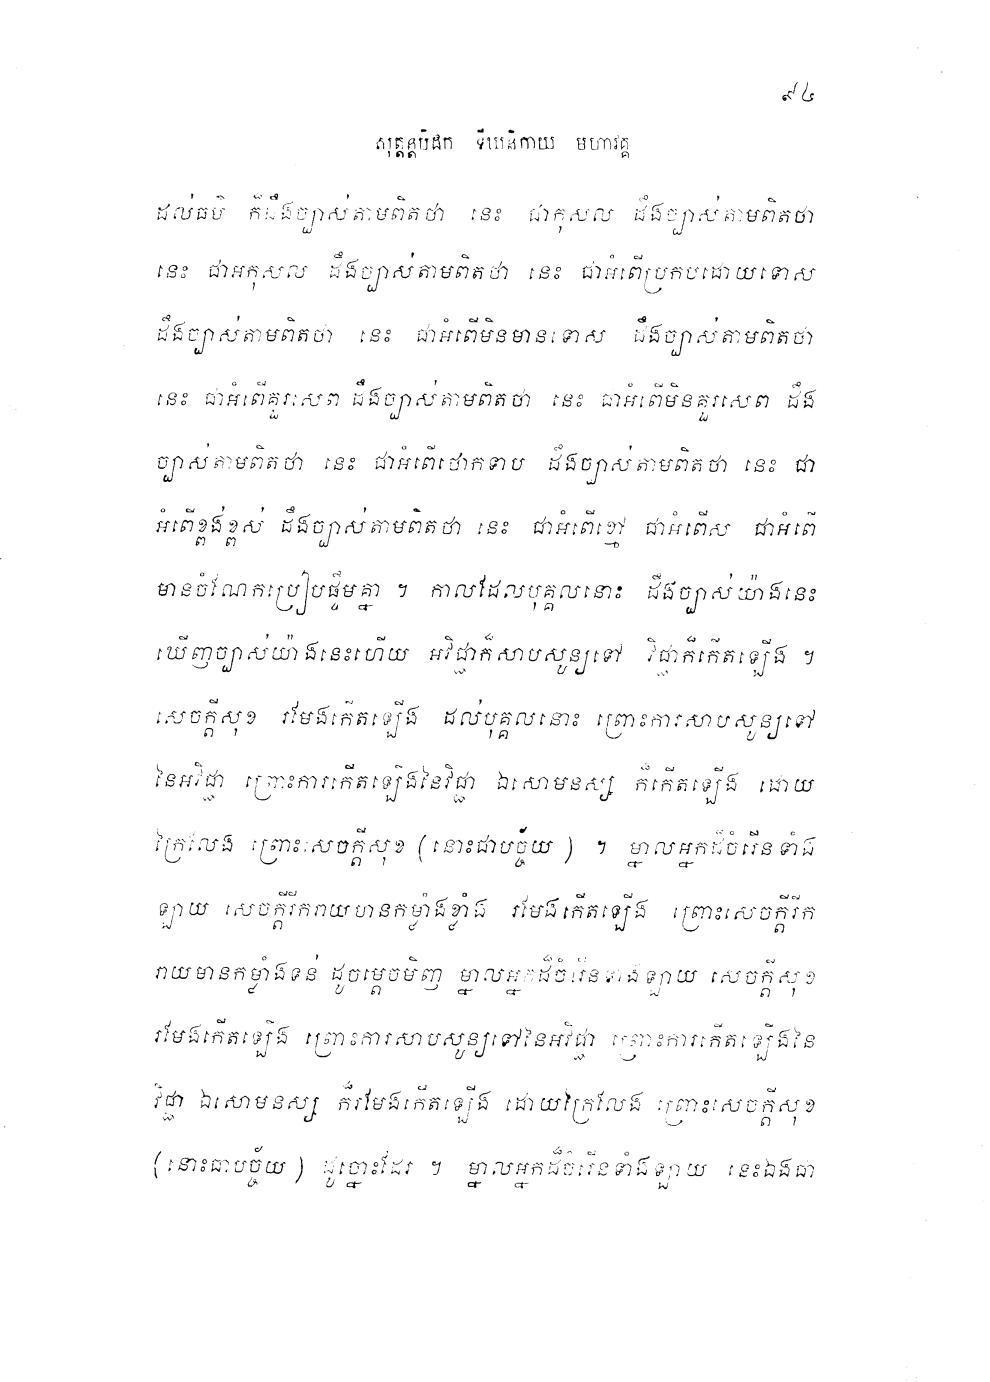 ៩៤
សុត្តន្តបិដក ទីឃនិកាយ មហាវគ្គ
ដល់ធម៌ ក៏ដឹងច្បាស់តាមពិតថា នេះ ជាកុសល ដឹងច្បាស់តាមពិតថា
នេះ ជាអកុសល ដឹងច្បាស់តាមពិតថា នេះ ជាអំពើប្រកបដោយទោស
ដឹងច្បាស់តាមពិតថា នេះ ជាអំពើមិនមានទោស ដឹងច្បាស់តាមពិតថា
នេះ ជាអំពើគួរសេព ដឹងច្បាស់តាមពិតថា នេះ ជាអំពើមិនគួរសេព ដឹង
ច្បាស់តាមពិតថា នេះ ជាអំពើថោកទាប ដឹងច្បាស់តាមពិតថា នេះ ជា
អំពើខ្ពង់ខ្ពស់ ដឹងច្បាស់តាមពិតថា នេះ ជាអំពើខ្មៅ ជាអំពើស ជាអំពើ
មានចំណែកប្រៀបផ្ទឹមគ្នា ។ កាលដែលបុគ្គលនោះ ដឹងច្បាស់យ៉ាងនេះ
ឃើញច្បាស់យ៉ាងនេះហើយ អវិជ្ជាក៏សាបសូន្យទៅ វិជ្ជាក៏កើតឡើង ។
សេចក្តីសុខ រមែងកើតឡើង ដល់បុគ្គលនោះ ព្រោះការសាបសូន្យទៅ
នៃអវិជ្ជា ព្រោះការកើតឡើងនៃវិជ្ជា ឯសោមនស្ស ក៏កើតឡើង ដោយ
ក្រៃលែង ព្រោះសេចក្តីសុខ (នោះជាបច្ច័យ) ។ ម្នាលអ្នកដ៏ចំរើនទាំង
ឡាយ សេចក្តីរីករាយមានកម្លាំងខ្លាំង រមែងកើតឡើង ព្រោះសេចក្តីរីក
រាយមានកម្លាំងទន់ ដូចម្តេចមិញ ម្នាលអ្នកដ៏ចំរើនទាំងឡាយ សេចក្តីសុខ
រមែងកើតឡើង ព្រោះការសាបសូន្យទៅនៃអវិជ្ជា ព្រោះការកើតឡើងនៃ
វិជ្ជា ឯសោមនស្ស ក៏រមែងកើតឡើង ដោយក្រៃលែង ព្រោះសេចក្តីសុខ
(នោះជាបច្ច័យ) ដូច្នោះដែរ ។ ម្នាលអ្នកដ៏ចំរើនទាំងឡាយ នេះឯងជា